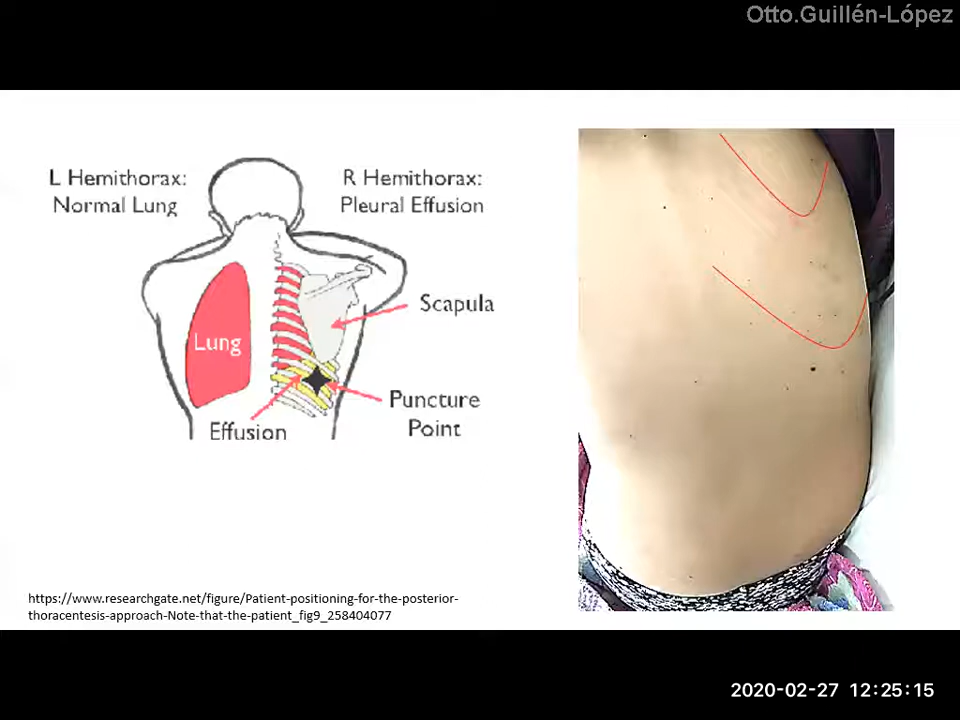 Otto.Guillén-López
L Hemithorax:
Normal Lung
R Hemithorax:
Pleural Effusion
Scapula
Lung
Puncture
Point
Effusion
https://www.researchgate.net/figure/Patient-positioning-for-the-posterior-
thoracentesis-approach-Note-that-the-patient_fig9_258404077
2020-02-27 12:25:15